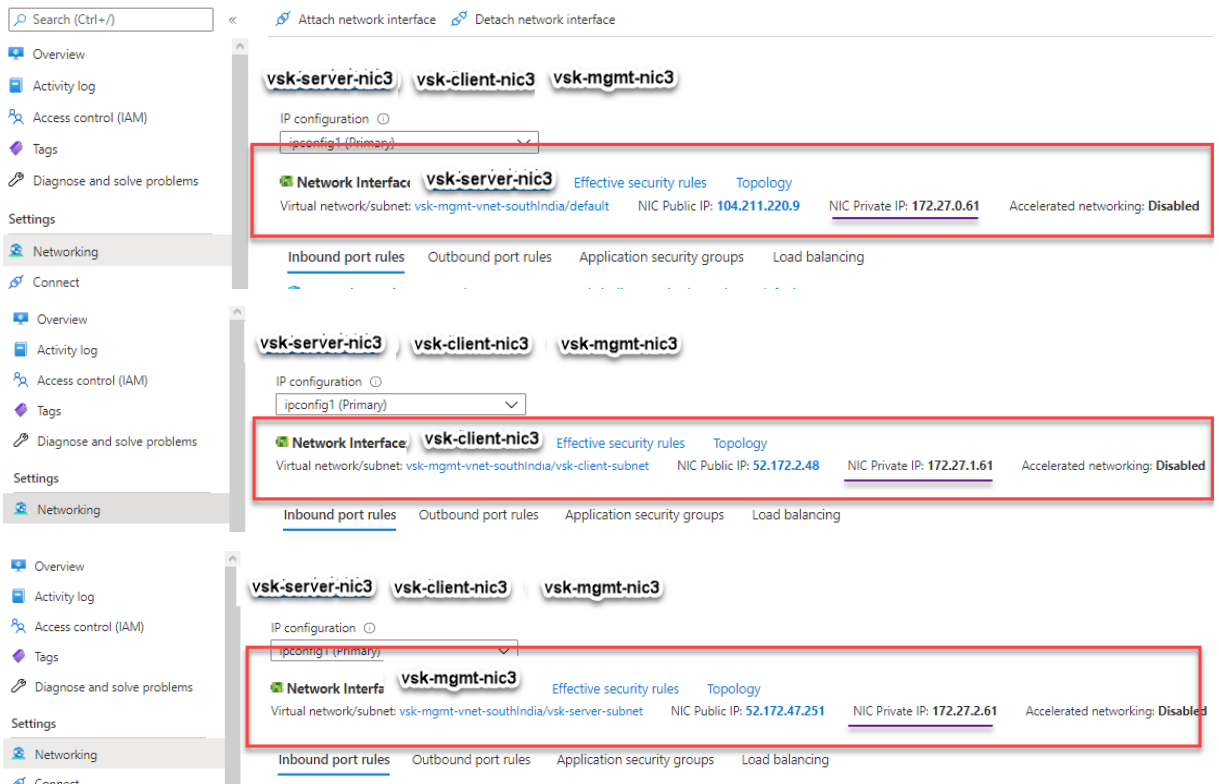 Search (Ctrl+/)
«
Attach network interface
Detach network interface
Overview
Activity log
Access control (IAM)
Tags
Diagnose and solve problems
Settings
Networking
Connect
vsk-server-nic3
vsk-client-nic3
vsk-mgmt-nic3
IP configuration
ipconfig1 (Primary)
Network Interface vsk-server-nic3 Effective security rules Topology
Virtual network/subnet: vsk-mgmt-vnet-southIndia/default NIC Public IP: 104.211.220.9 NIC Private IP: 172.27.0.61 Accelerated networking: Disabled
Inbound port rules Outbound port rules Application security groups Load balancing
Overview
Activity log
Access control (IAM)
Tags
Diagnose and solve problems
Settings
Networking
vsk-server-nic3
vsk-client-nic3
vsk-mgmt-nic3
IP configuration
ipconfig1 (Primary)
Network Interface: vsk-client-nic3 Effective security rules Topology
Virtual network/subnet: vsk-mgmt-vnet-southIndia/vsk-client-subnet NIC Public IP: 52.172.2.48 NIC Private IP: 172.27.1.61 Accelerated networking: Disabled
Inbound port rules Outbound port rules Application security groups Load balancing
Overview
Activity log
Access control (IAM)
Tags
Diagnose and solve problems
Settings
Networking
Connect
vsk-server-nic3
vsk-client-nic3
vsk-mgmt-nic3
IP configuration
ipconfig1 (Primary)
Network Interfa vsk-mgmt-nic3 Effective security rules Topology
Virtual network/subnet: vsk-mgmt-vnet-southIndia/vsk-server-subnet NIC Public IP: 52.172.47.251 NIC Private IP: 172.27.2.61 Accelerated networking: Disabled
Inbound port rules Outbound port rules Application security groups Load balancing